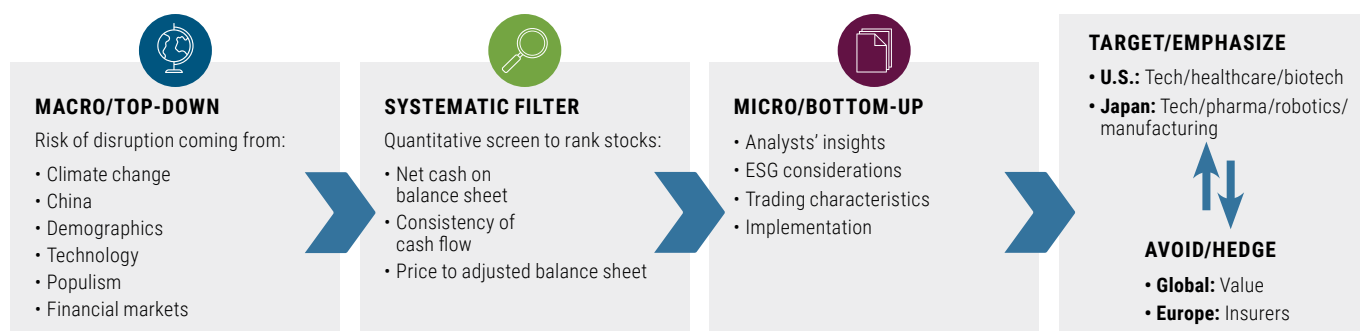 MACRO/TOP-DOWN
Risk of disruption coming from:
• Climate change
• China
• Demographics
• Technology
• Populism
• Financial markets
SYSTEMATIC FILTER
Quantitative screen to rank stocks:
• Net cash on
balance sheet
• Consistency of
cash flow
• Price to adjusted balance sheet
MICRO/BOTTOM-UP
• Analysts’ insights
• ESG considerations
• Trading characteristics
• Implementation
TARGET/EMPHASIZE
• U.S.: Tech/healthcare/biotech
• Japan: Tech/pharma/robotics/
manufacturing
AVOID/HEDGE
• Global: Value
• Europe: Insurers